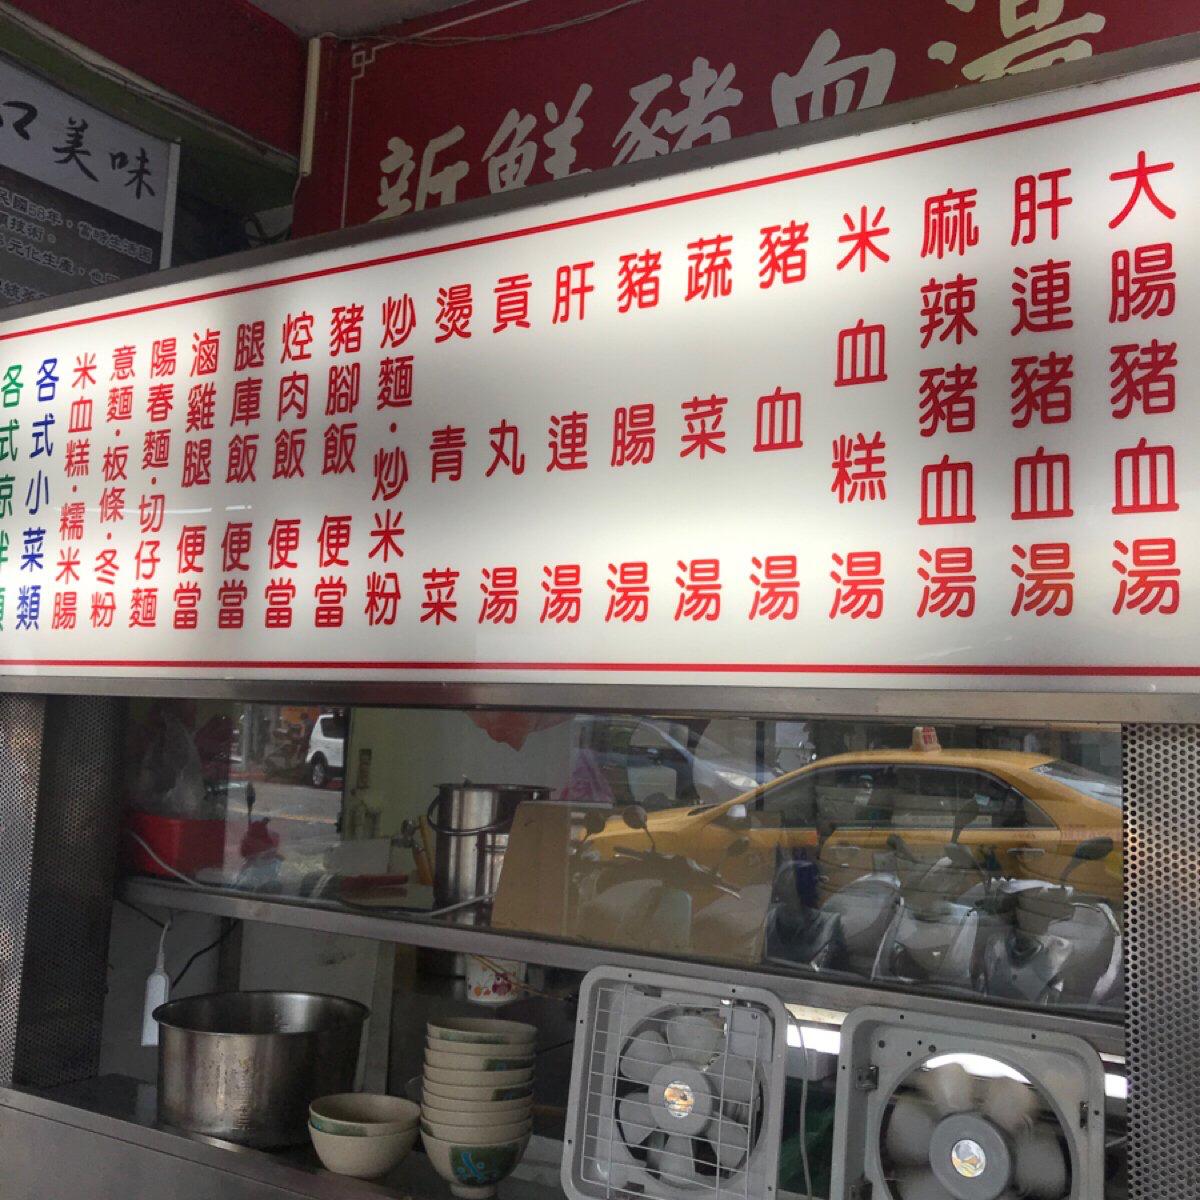 新鮮豬血湯
口美味
大腸豬血湯
肝連豬血湯
麻辣豬血湯
米血糕湯
豬血湯
蔬菜湯
豬腸湯
肝連湯
貢丸湯
燙青菜
炒麵·炒米粉
豬腳飯便當
焢肉飯便當
腿庫飯便當
滷雞腿便當
陽春麵·切仔麵
意麵·板條·冬粉
米血糕·糯米腸
各式小菜類
各式涼拌類